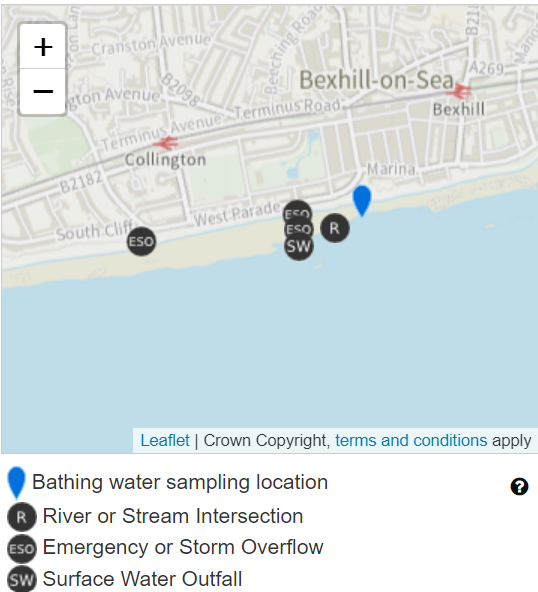 +
−
Cranston Avenue
Beeching Road
B21
A269
Bexhill-on-Sea
B2098
gton Avenue
Terminus Road
Bexhill
Terminus Avenue
Collington
B2182
Marina
West Parade
South Cliff
ESO
ESO
ESO
R
SW
Leaflet | Crown Copyright, terms and conditions apply
Bathing water sampling location
?
R River or Stream Intersection
ESO Emergency or Storm Overflow
SW Surface Water Outfall